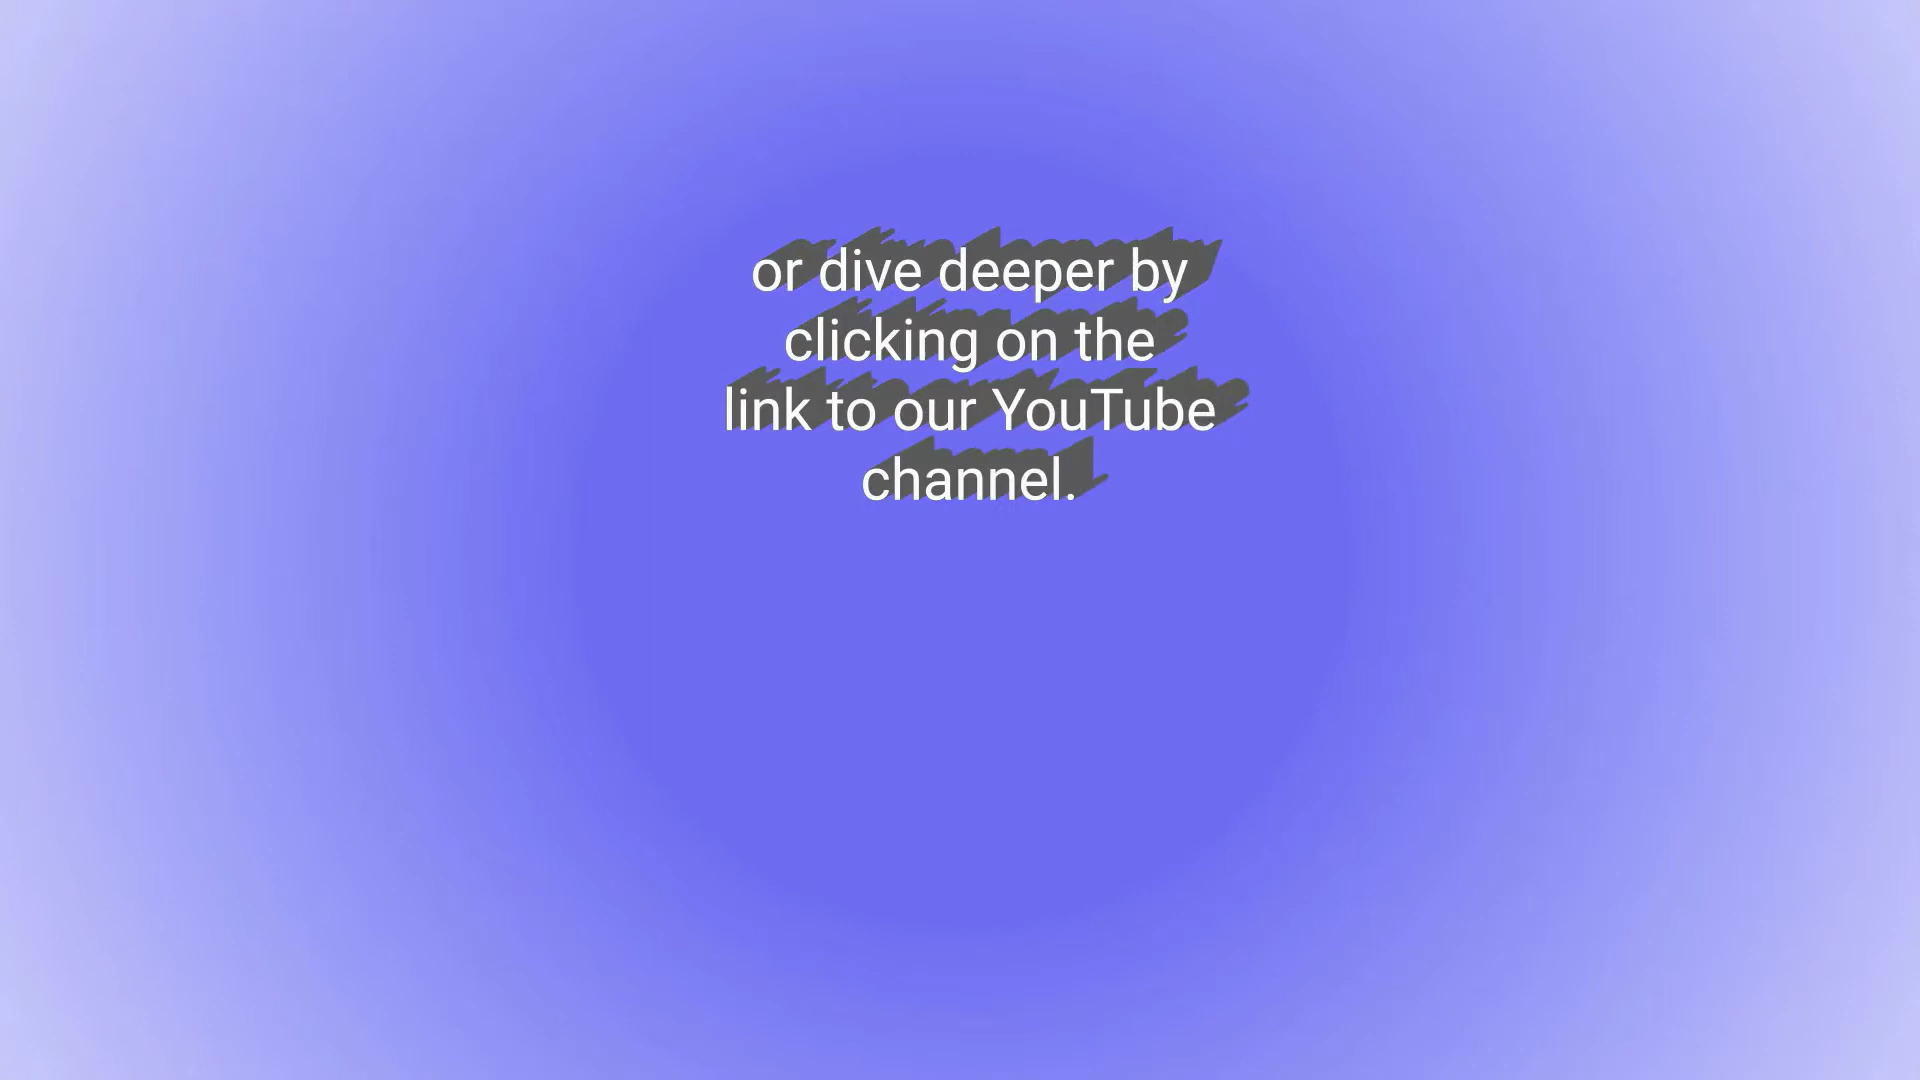 or dive deeper by
clicking on the
link to our YouTube
channel.